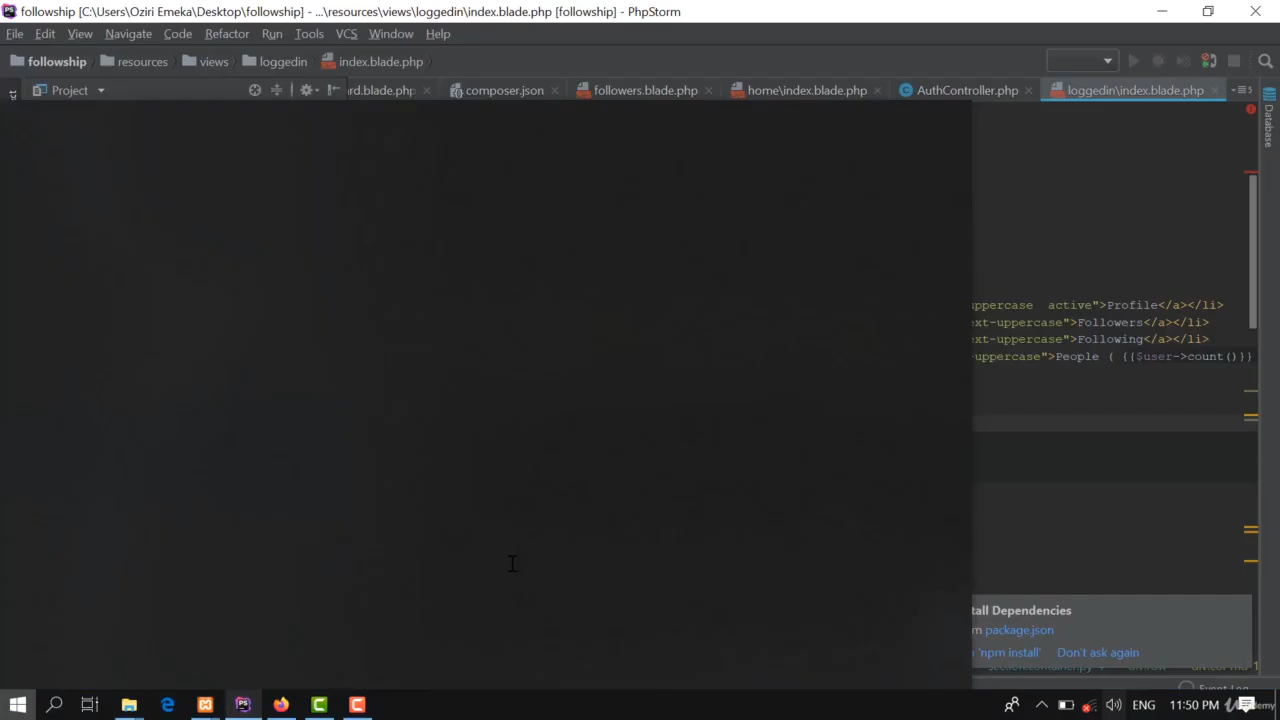 followship [C:\Users\Oziri Emeka\Desktop\followship] - ...\resources\views\loggedin\index.blade.php [followship] - PhpStorm
File Edit View Navigate Code Refactor Run Tools VCS Window Help
followship resources views loggedin index.blade.php
Project rd.blade.php composer.json followers.blade.php home\index.blade.php AuthController.php loggedin\index.blade.php
Database
uppercase  active">Profile</a></li>
ext-uppercase">Followers</a></li>
ext-uppercase">Following</a></li>
-uppercase">People ( {{$user->count()}}
tall Dependencies
m package.json
'npm install' Don't ask again
Event Log
ENG 11:50 PM
Udemy